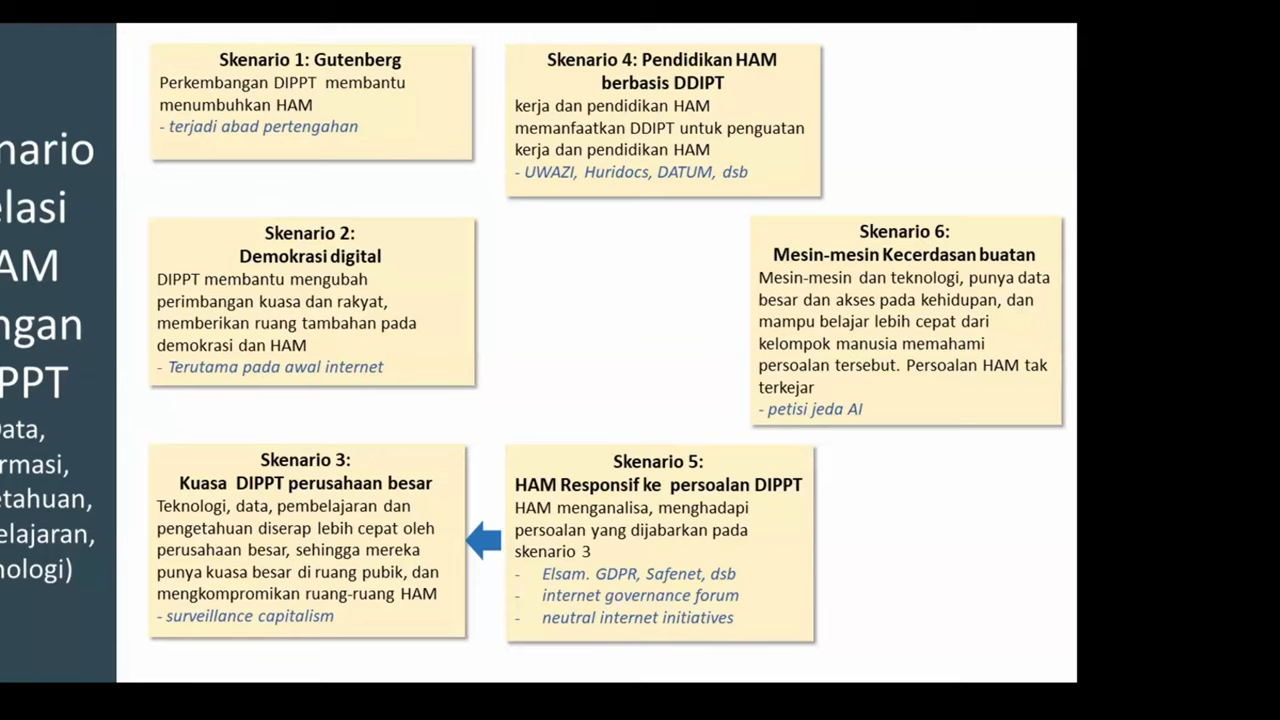 nario
elasi
AM
ngan
PPT
ata,
rmasi,
etahuan,
elajaran,
nologi)
Skenario 1: Gutenberg
Perkembangan DIPPT membantu
menumbuhkan HAM
- terjadi abad pertengahan
Skenario 2:
Demokrasi digital
DIPPT membantu mengubah
perimbangan kuasa dan rakyat,
memberikan ruang tambahan pada
demokrasi dan HAM
- Terutama pada awal internet
Skenario 3:
Kuasa DIPPT perusahaan besar
Teknologi, data, pembelajaran dan
pengetahuan diserap lebih cepat oleh
perusahaan besar, sehingga mereka
punya kuasa besar di ruang pubik, dan
mengkompromikan ruang-ruang HAM
- surveillance capitalism
Skenario 4: Pendidikan HAM
berbasis DDIPT
kerja dan pendidikan HAM
memanfaatkan DDIPT untuk penguatan
kerja dan pendidikan HAM
- UWAZI, Huridocs, DATUM, dsb
Skenario 5:
HAM Responsif ke persoalan DIPPT
HAM menganalisa, menghadapi
persoalan yang dijabarkan pada
skenario 3
- Elsam. GDPR, Safenet, dsb
- internet governance forum
- neutral internet initiatives
Skenario 6:
Mesin-mesin Kecerdasan buatan
Mesin-mesin dan teknologi, punya data
besar dan akses pada kehidupan, dan
mampu belajar lebih cepat dari
kelompok manusia memahami
persoalan tersebut. Persoalan HAM tak
terkejar
- petisi jeda AI